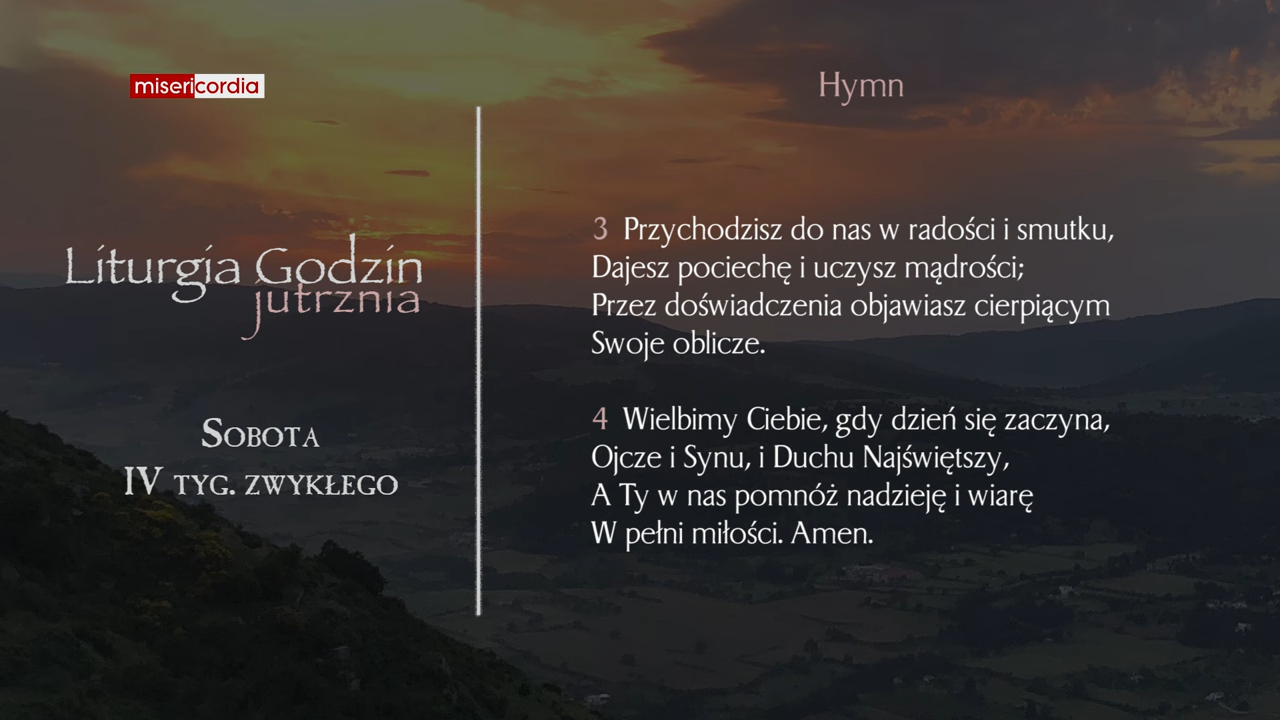 misericordia
Liturgia Godzin
jutrznia
Sobota
IV tyg. zwykłego
Hymn
3 Przychodzisz do nas w radości i smutku,
Dajesz pociechę i uczysz mądrości;
Przez doświadczenia objawiasz cierpiącym
Swoje oblicze.
4 Wielbimy Ciebie, gdy dzień się zaczyna,
Ojcze i Synu, i Duchu Najświętszy,
A Ty w nas pomnóż nadzieję i wiarę
W pełni miłości. Amen.